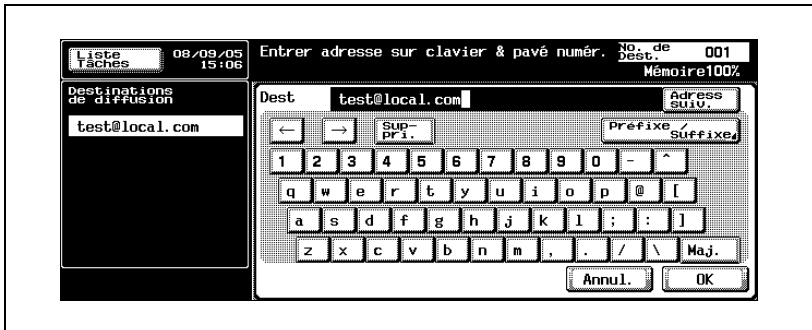 Liste
Tâches
08/09/05
15:06
Entrer adresse sur clavier & pavé numér.
No. de
Dest.
001
Mémoire100%
Destinations
de diffusion
test@local.com
Dest
test@local.com
Adress
suiv.
← → Sup-
pri.
Préfixe /
Suffixe
1 2 3 4 5 6 7 8 9 0 - ^
q w e r t y u i o p @ [
a s d f g h j k l ; : ]
z x c v b n m , . / \ Maj.
Annul. OK